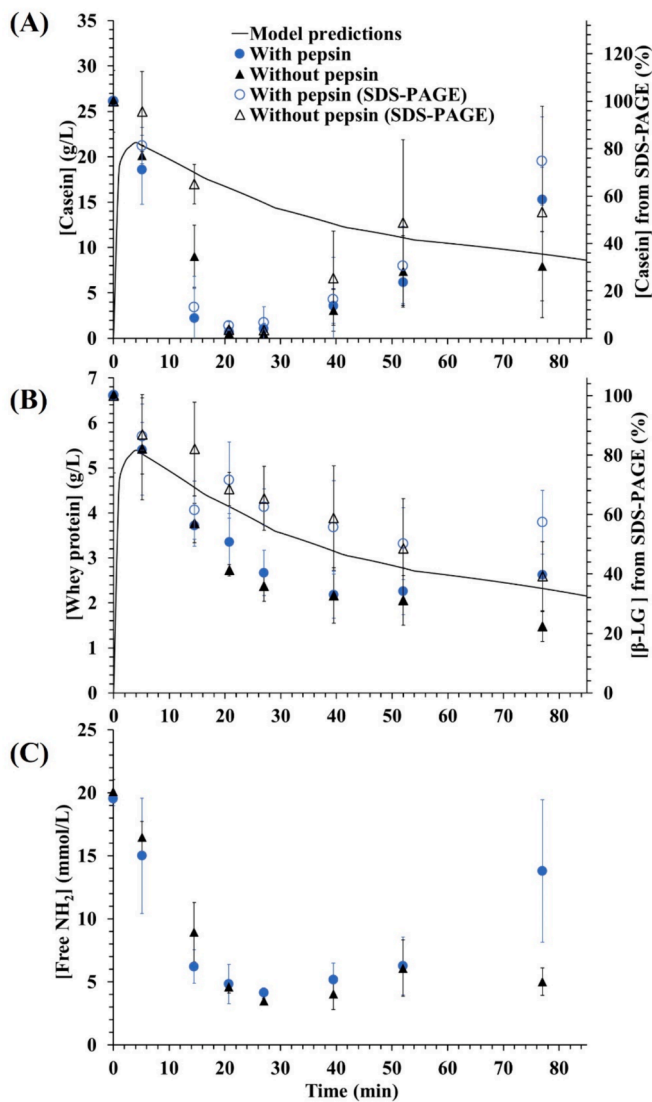 (A)
Model predictions
With pepsin
Without pepsin
With pepsin (SDS-PAGE)
Without pepsin (SDS-PAGE)
[Casein] (g/L)
35
30
25
20
15
10
5
0
[Casein] from SDS-PAGE (%)
120
100
80
60
40
20
0
0 10 20 30 40 50 60 70 80
(B)
[Whey protein] (g/L)
7
6
5
4
3
2
1
0
[β-LG ] from SDS-PAGE (%)
100
80
60
40
20
0
0 10 20 30 40 50 60 70 80
(C)
[Free NH₂] (mmol/L)
25
20
15
10
5
0
0 10 20 30 40 50 60 70 80
Time (min)